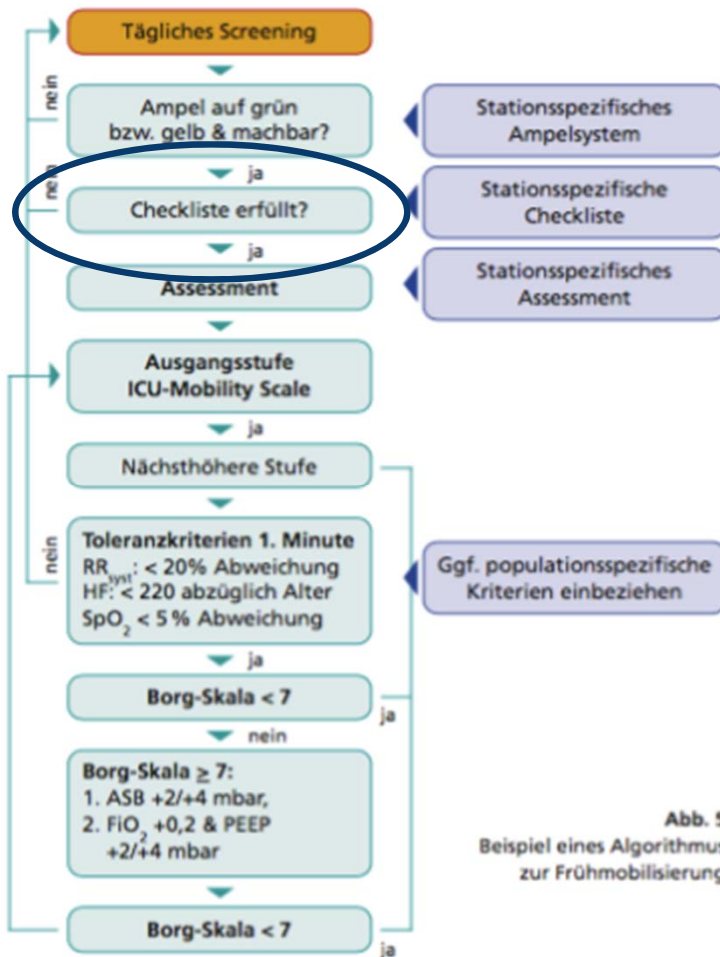 Tägliches Screening
nein
Ampel auf grün
bzw. gelb & machbar?
Stationsspezifisches
Ampelsystem
ja
nein
Checkliste erfüllt?
Stationsspezifische
Checkliste
ja
Assessment
Stationsspezifisches
Assessment
Ausgangsstufe
ICU-Mobility Scale
ja
Nächsthöhere Stufe
nein
Toleranzkriterien 1. Minute
RRsyst: < 20% Abweichung
HF: < 220 abzüglich Alter
SpO2 < 5 % Abweichung
Ggf. populationsspezifische
Kriterien einbeziehen
ja
Borg-Skala < 7
ja
nein
Borg-Skala ≥ 7:
1. ASB +2/+4 mbar,
2. FiO2 +0,2 & PEEP
+2/+4 mbar
Abb. 5
Beispiel eines Algorithmus
zur Frühmobilisierung
Borg-Skala < 7
ja